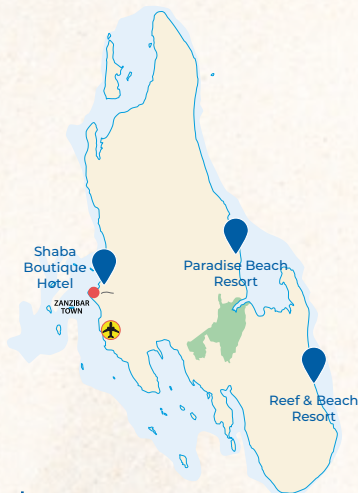 Shaba
Boutique
Hotel
ZANZIBAR
TOWN
Paradise Beach
Resort
Reef & Beach
Resort